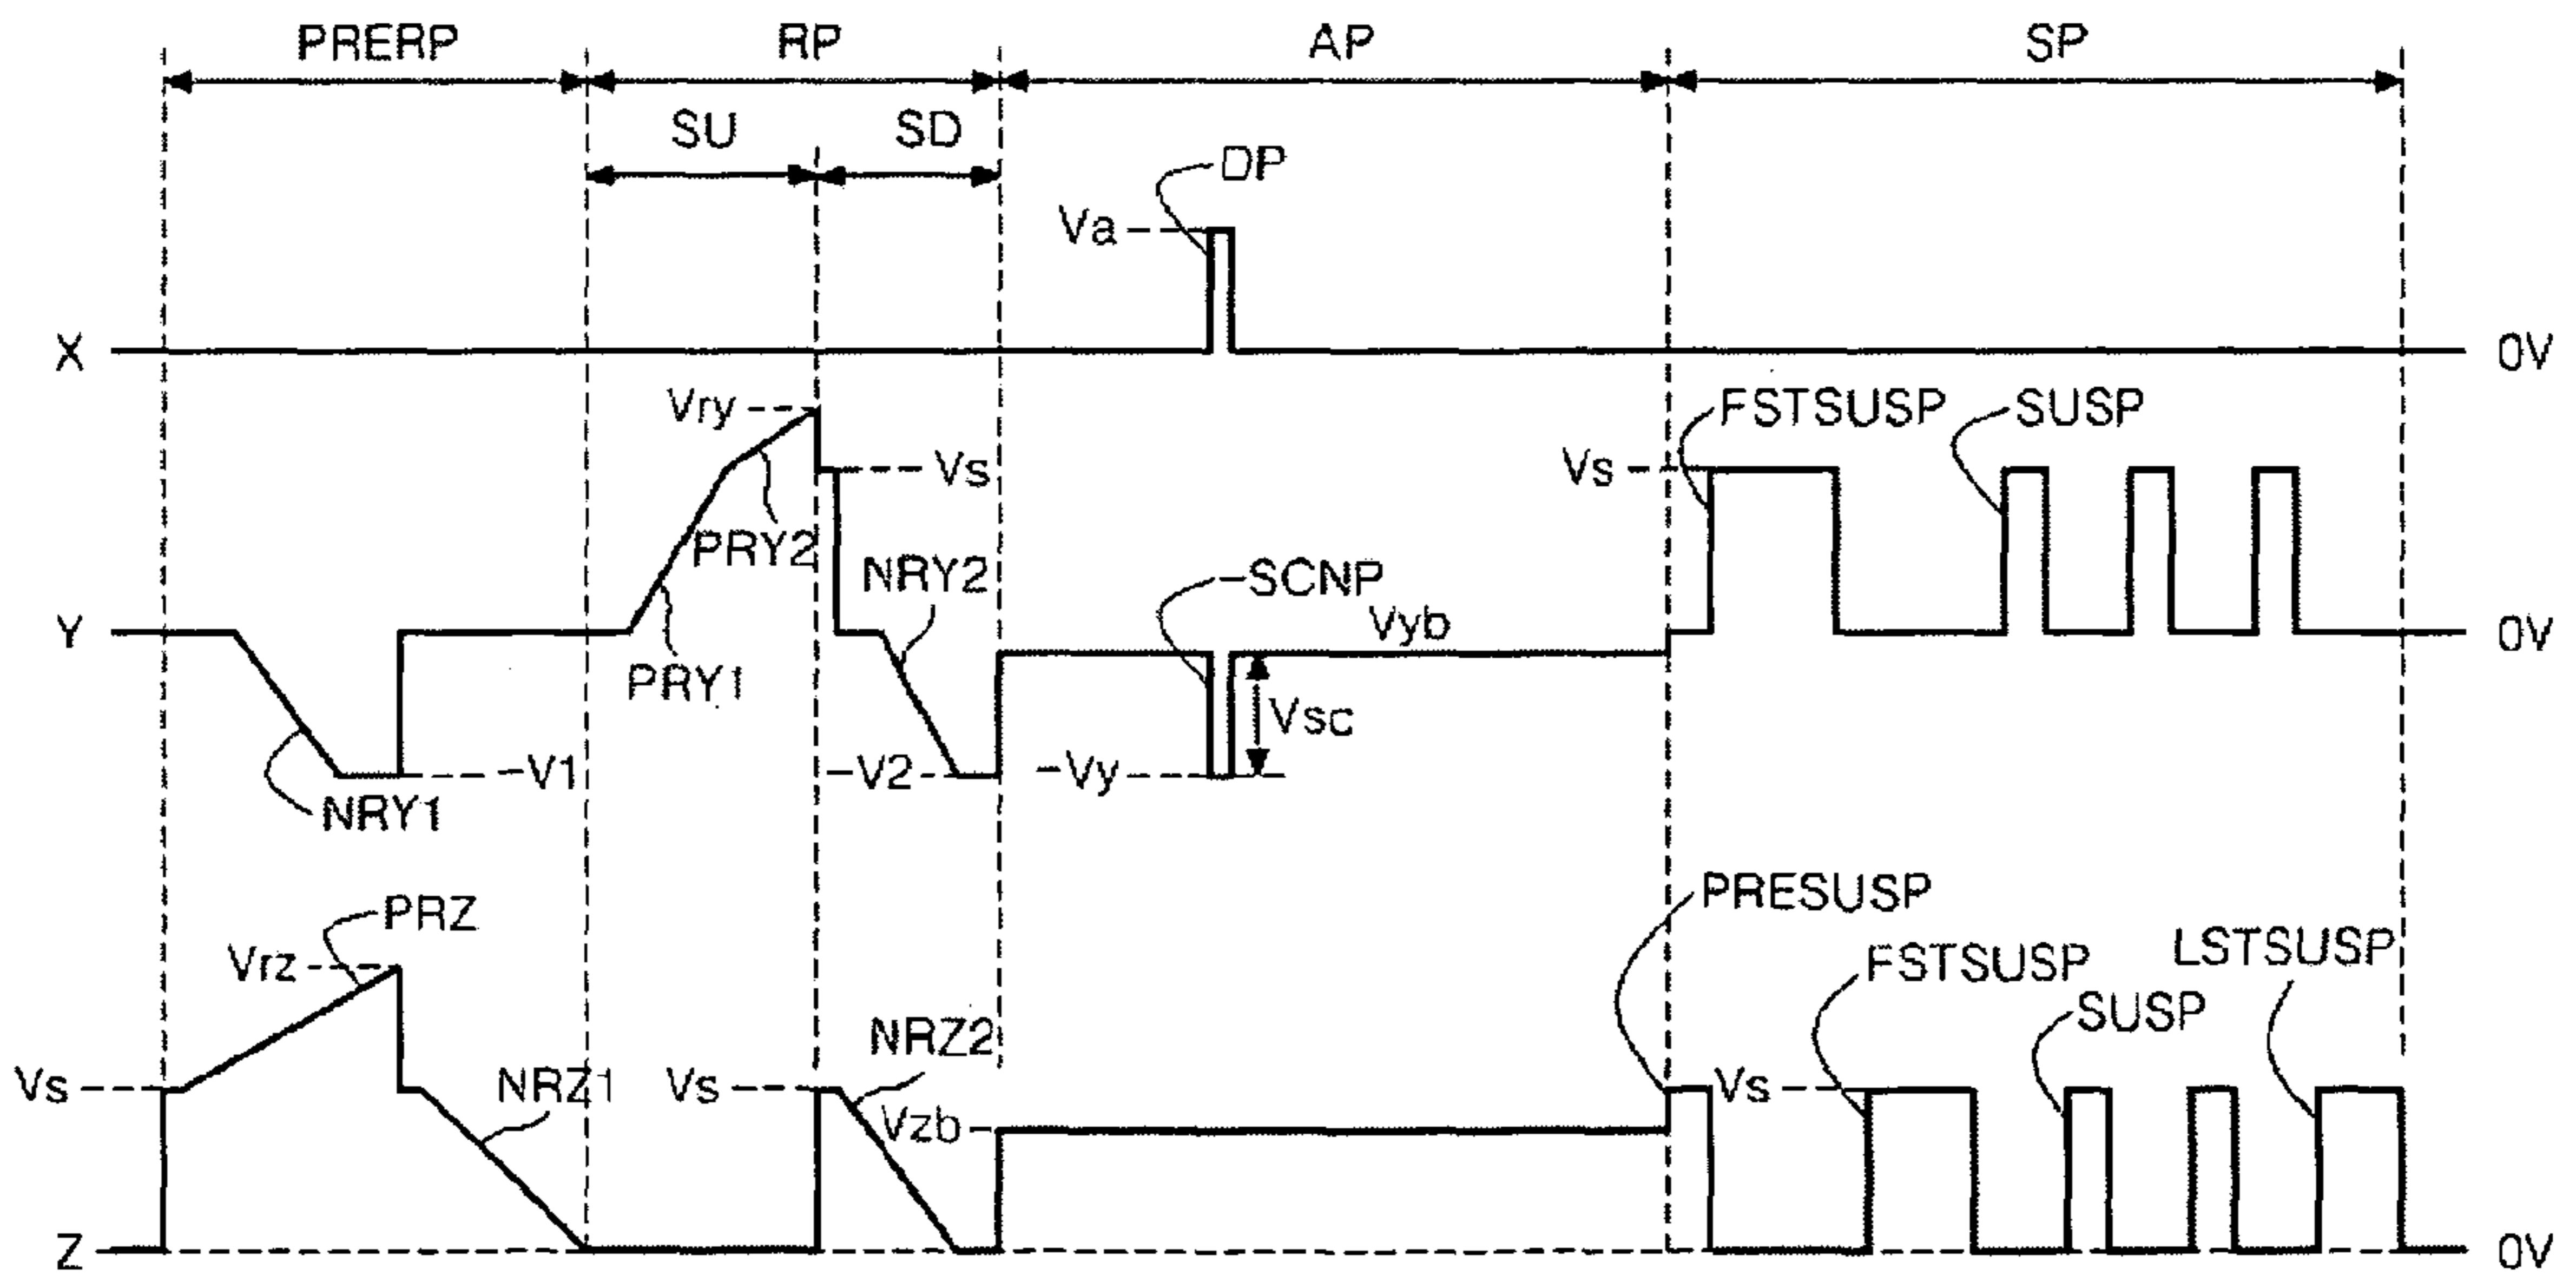 PRERP RP AP SP
SU SD
DP
Va
X 0V
Vry FSTSUSP SUSP
Vs Vs
PRY2
NRY2 -SCNP
Vyb
Y 0V
PRY1
Vsc
-V1 -V2 -Vy
NRY1
PRESUSP
PRZ
LSTSUSP
Vrz FSTSUSP
SUSP
NRZ2
Vs NRZ1 Vs Vs
Vzb
Z 0V